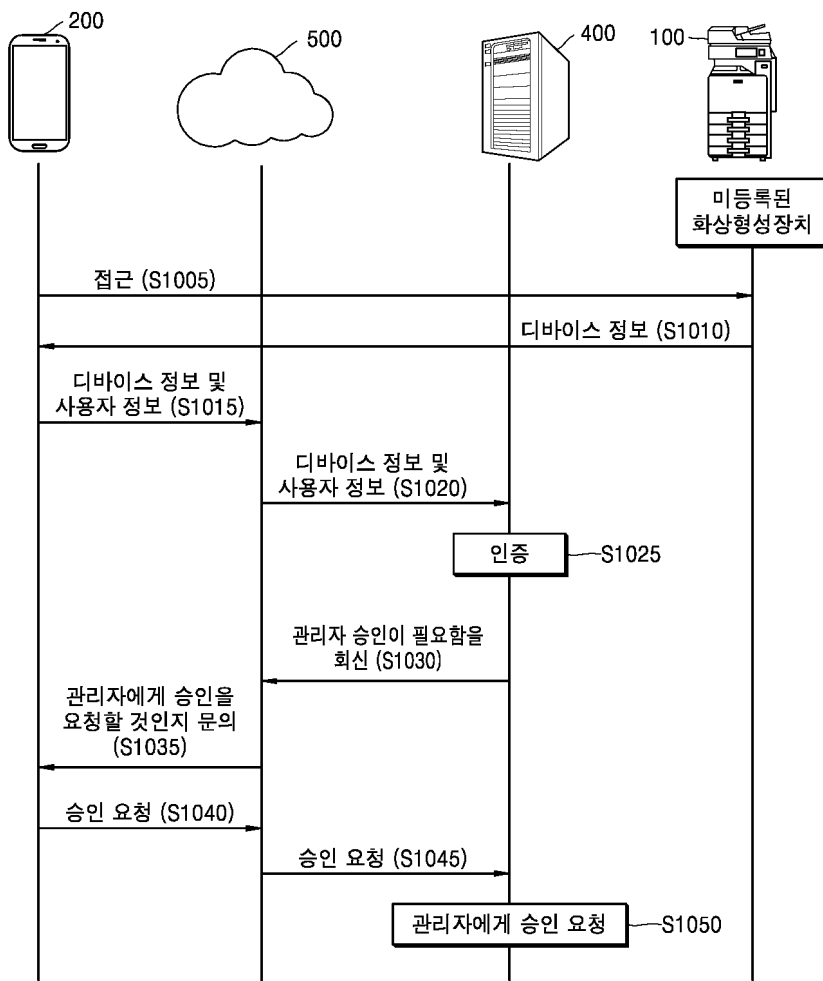 200
500
400
100
미등록된
화상형성장치
접근 (S1005)
디바이스 정보 (S1010)
디바이스 정보 및
사용자 정보 (S1015)
디바이스 정보 및
사용자 정보 (S1020)
인증
S1025
관리자 승인이 필요함을
회신 (S1030)
관리자에게 승인을
요청할 것인지 문의
(S1035)
승인 요청 (S1040)
승인 요청 (S1045)
관리자에게 승인 요청
S1050